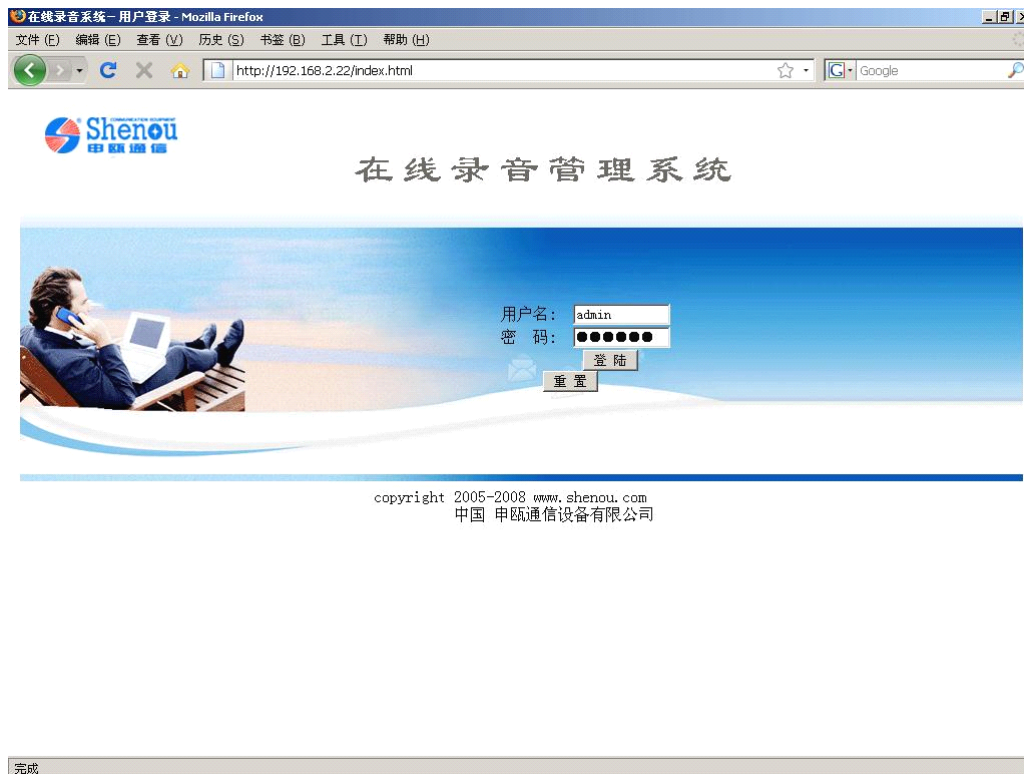 在线录音系统－用户登录 - Mozilla Firefox
文件 (F) 编辑 (E) 查看 (V) 历史 (S) 书签 (B) 工具 (T) 帮助 (H)
http://192.168.2.22/index.html
G Google
Shenou
申瓯通信
在线录音管理系统
用户名： admin
密 码： ●●●●●●
登 陆
重 置
copyright 2005-2008 www.shenou.com
中国 申瓯通信设备有限公司
完成